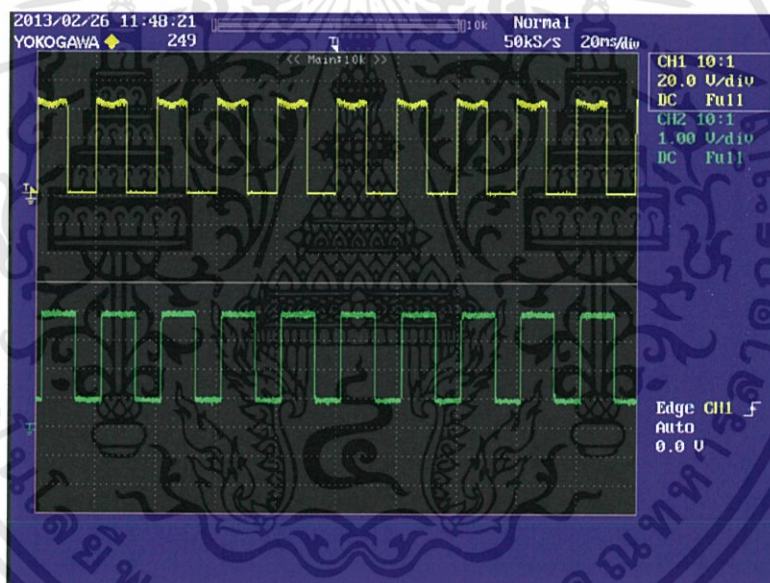 2013/02/26 11:48:21
10k
Normal
YOKOGAWA
249
50kS/s 20ms/div
<< Main:10k >>
CH1 10:1
20.0 V/div
DC Full
CH2 10:1
1.00 V/div
DC Full
Edge CH1
Auto
0.0 V